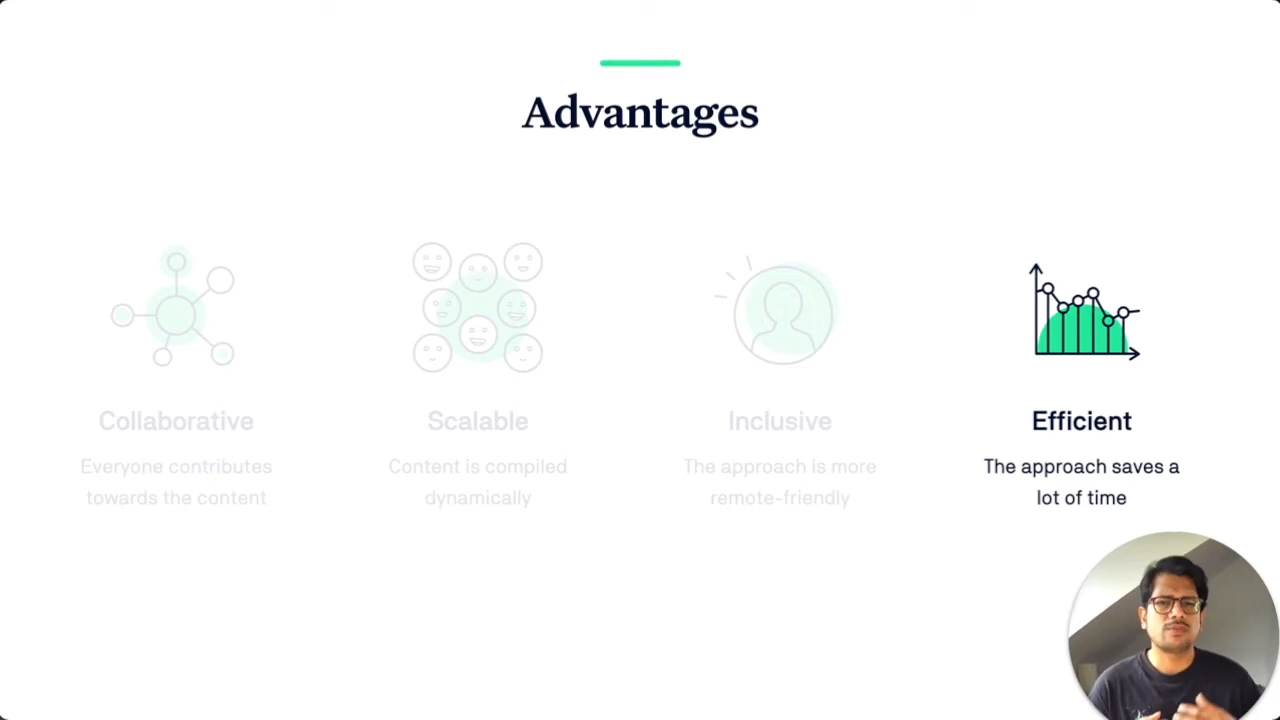 Advantages
Collaborative
Everyone contributes
towards the content
Scalable
Content is compiled
dynamically
Inclusive
The approach is more
remote-friendly
Efficient
The approach saves a
lot of time